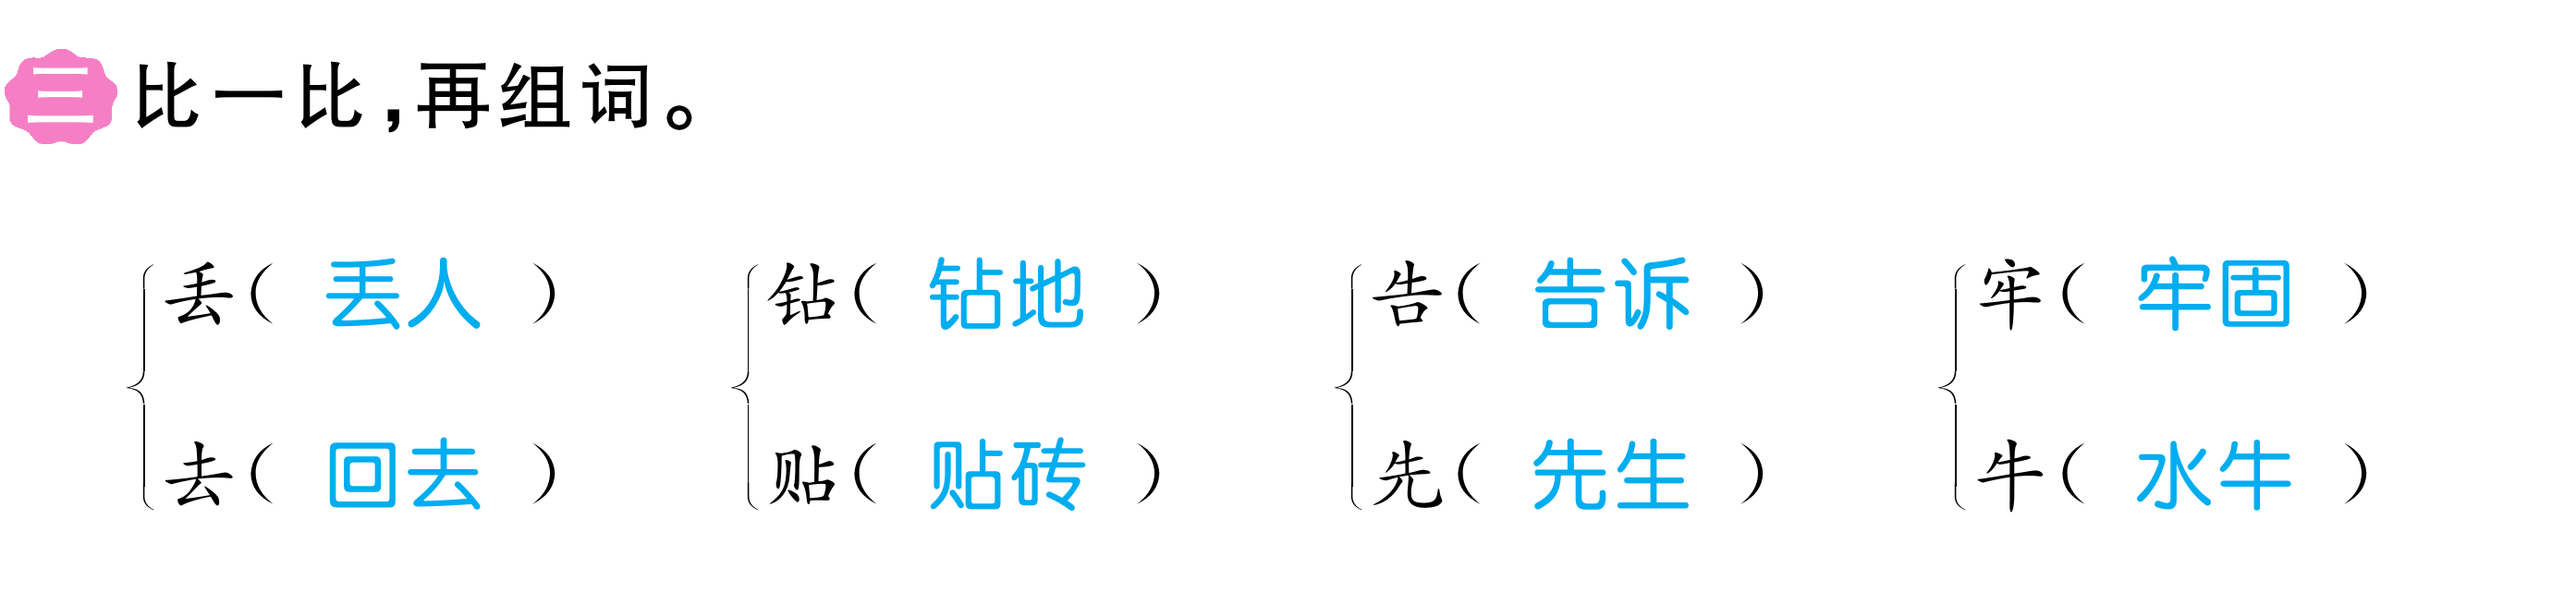 三 比一比,再组词。
丢( 丢人 ) 钻( 钻地 ) 告( 告诉 ) 牢( 牢固 )
去( 回去 ) 贴( 贴砖 ) 先( 先生 ) 牛( 水牛 )